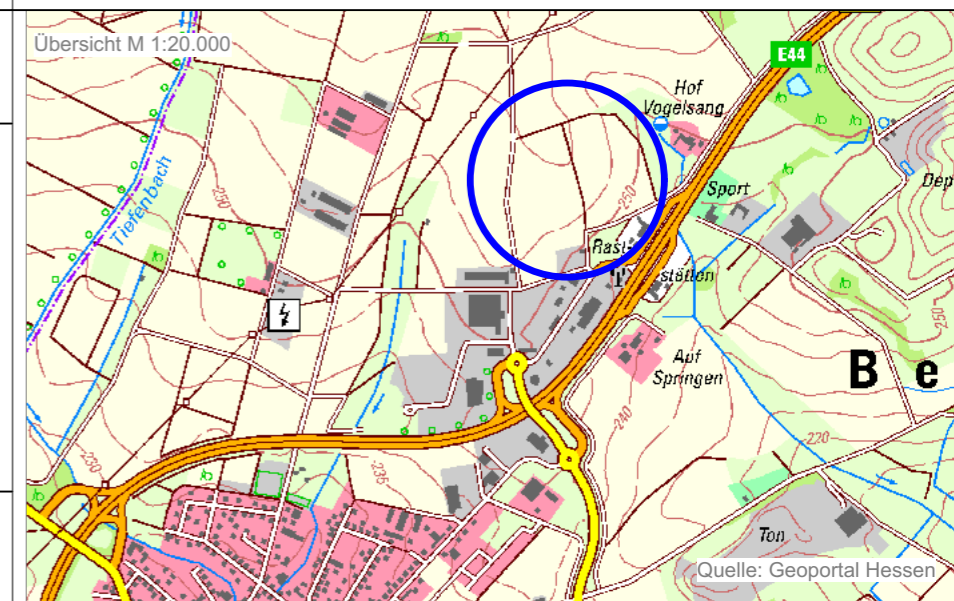 Übersicht M 1:20.000
E44
Hof
Vogelsang
Tiefenbach
250
250
Sport
Dep
Rast-
stätten
250
Auf
Springen
B e
240
230
235
220
Ton
Quelle: Geoportal Hessen